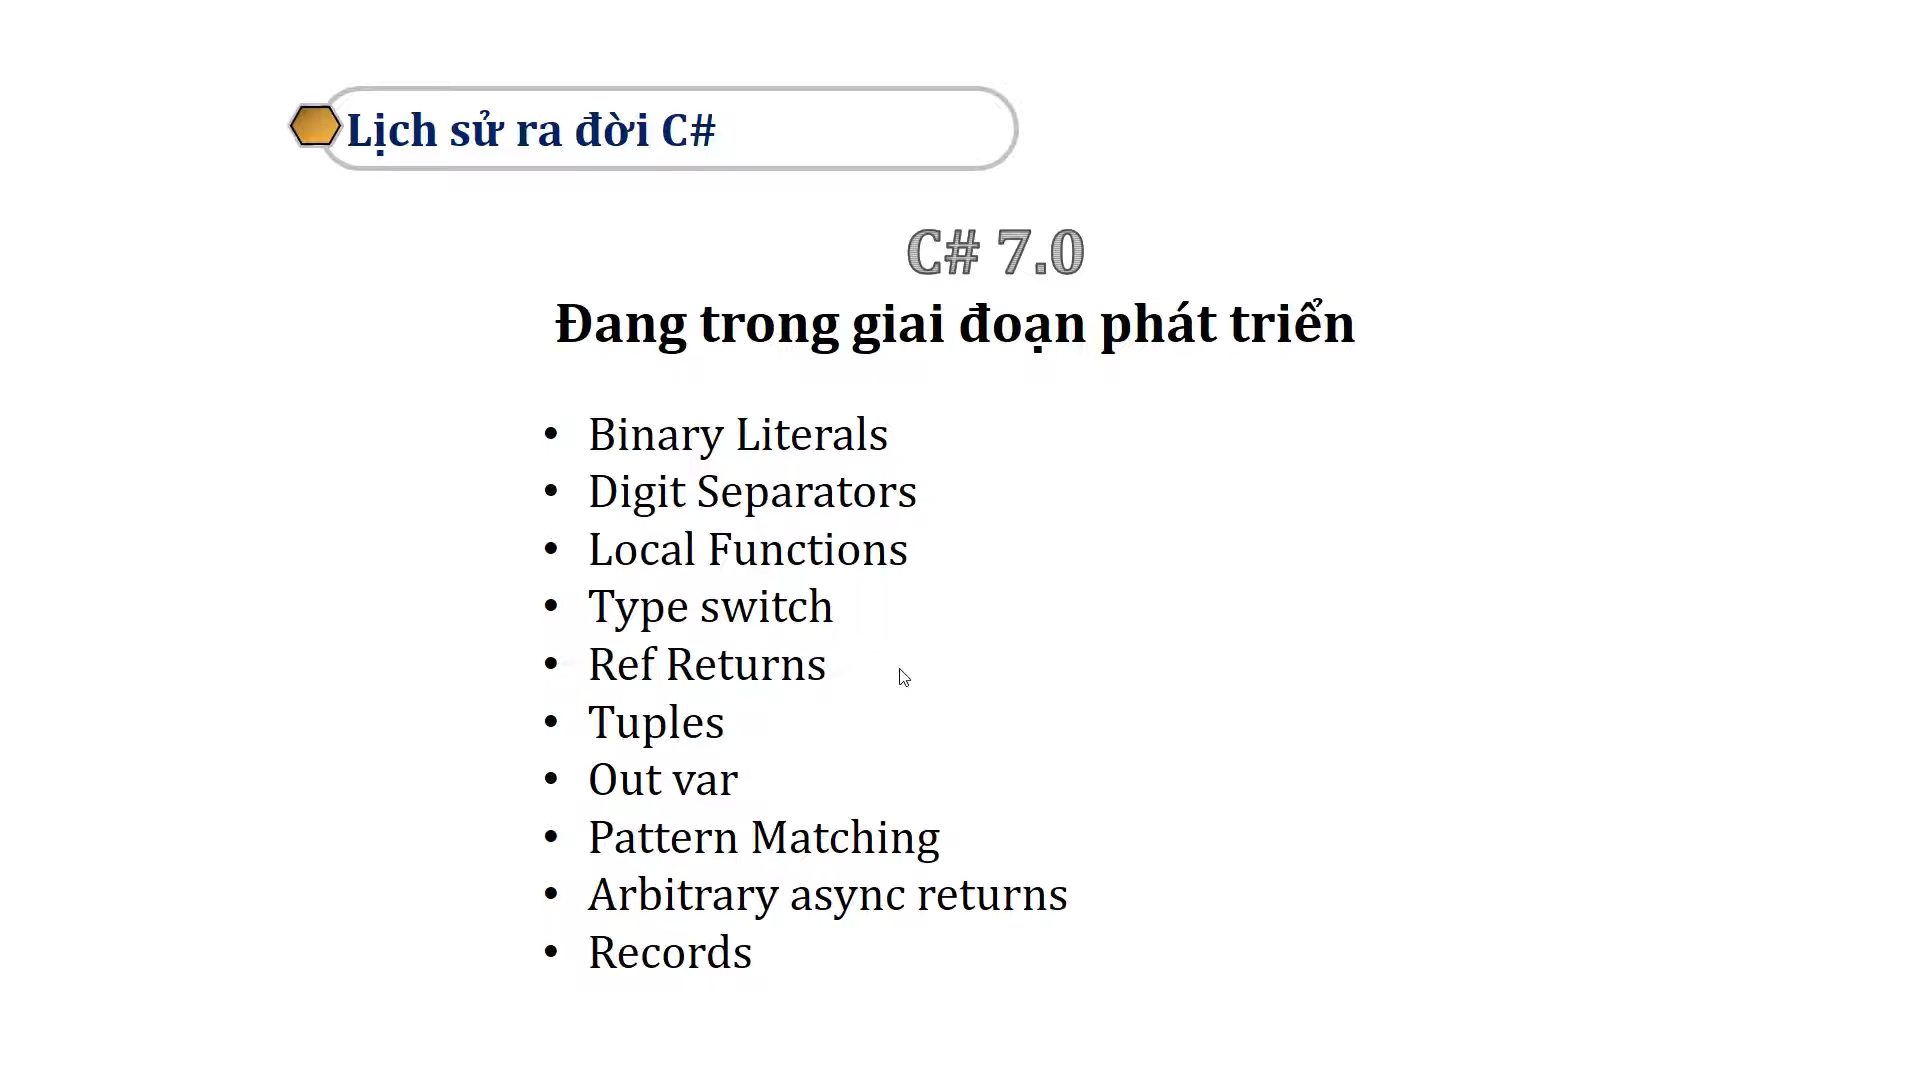 Lịch sử ra đời C#
C# 7.0
Đang trong giai đoạn phát triển
• Binary Literals
• Digit Separators
• Local Functions
• Type switch
• Ref Returns
• Tuples
• Out var
• Pattern Matching
• Arbitrary async returns
• Records